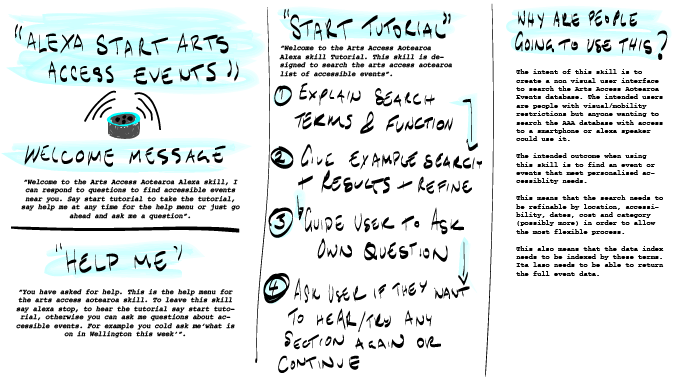 "ALEXA START ARTS
ACCESS EVENTS"
WELCOME MESSAGE
"Welcome to the Arts Access Aotearoa Alexa skill, I
can respond to questions to find accessible events
near you. Say start tutorial to take the tutorial,
say help me at any time for the help menu or just go
ahead and ask me a question".
"HELP ME"
"You have asked for help. This is the help menu for
the arts access aotearoa skill. To leave this skill
say alexa stop, to hear the tutorial say start tuto-
rial, otherwise you can ask me questions about ac-
cessible events. For example you cold ask me'what is
on in Wellington this week'".
"START TUTORIAL"
"Welcome to the Arts Access Aotearoa
Alexa skill Tutorial. This skill is de-
signed to search the arts access aotearoa
list of accessible events".
1 EXPLAIN SEARCH
TERMS & FUNCTION
2 GIVE EXAMPLE SEARCH
+ RESULTS + REFINE
3 GUIDE USER TO ASK
OWN QUESTION
4 ASK USER IF THEY WANT
TO HEAR/TRY ANY
SECTION AGAIN OR
CONTINUE
WHY ARE PEOPLE
GOING TO USE THIS?
The intent of this skill is to
create a non visual user interface
to search the Arts Access Aotearoa
Events database. The intended users
are people with visual/mobility
restrictions but anyone wanting to
search the AAA database with access
to a smartphone or alexa speaker
could use it.
The intended outcome when using
this skill is to find an event or
events that meet personalised ac-
cessiblity needs.
This means that the search needs to
be refinable by location, accessi-
bility, dates, cost and category
(possibly more) in order to allow
the most flexible process.
This also means that the data index
needs to be indexed by these terms.
Its laso needs to be able to return
the full event data.